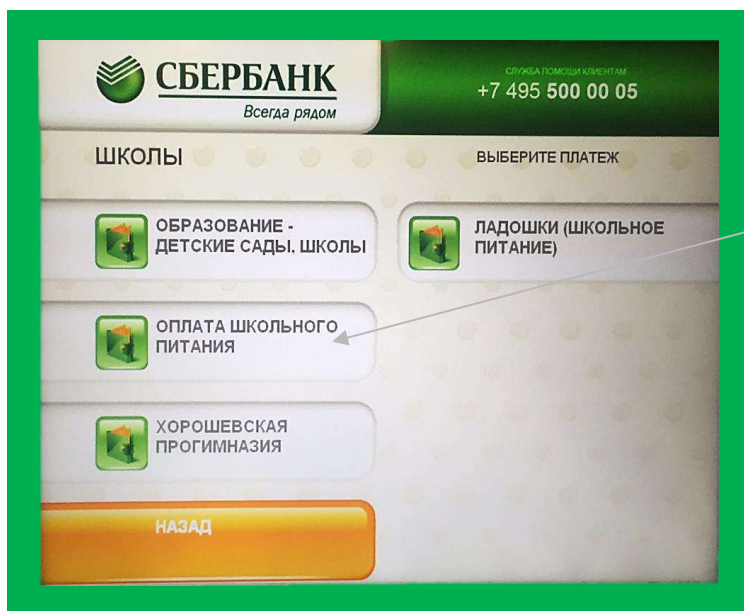 СБЕРБАНК
Всегда рядом
СЛУЖБА ПОМОЩИ КЛИЕНТАМ
+7 495 500 00 05
ШКОЛЫ
ВЫБЕРИТЕ ПЛАТЕЖ
ОБРАЗОВАНИЕ -
ДЕТСКИЕ САДЫ, ШКОЛЫ
ЛАДОШКИ (ШКОЛЬНОЕ
ПИТАНИЕ)
ОПЛАТА ШКОЛЬНОГО
ПИТАНИЯ
ХОРОШЕВСКАЯ
ПРОГИМНАЗИЯ
НАЗАД